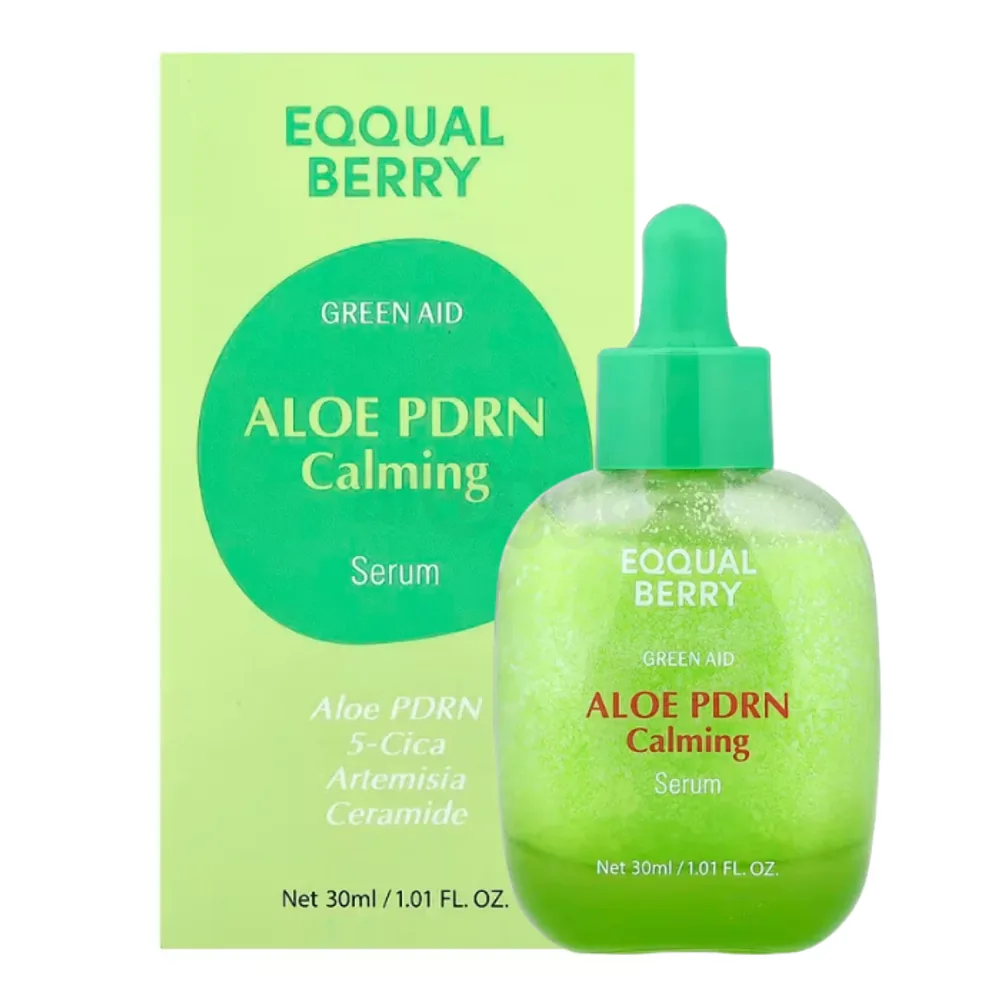 EQQUAL
BERRY
GREEN AID
ALOE PDRN
Calming
Serum
Aloe PDRN
5-Cica
Artemisia
Ceramide
Net 30ml / 1.01 FL. OZ.
EQQUAL
BERRY
GREEN AID
ALOE PDRN
Calming
Serum
Net 30ml / 1.01 FL. OZ.